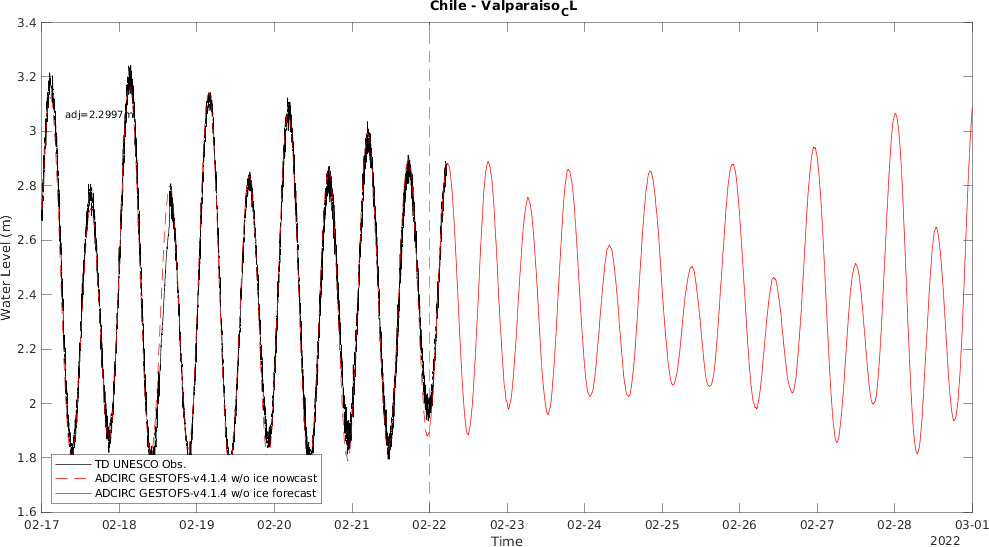 Chile - Valparaiso_CL
3.4
3.2
3
2.8
2.6
2.4
2.2
2
1.8
1.6
Water Level (m)
adj=2.2997m
TD UNESCO Obs.
ADCIRC GESTOFS-v4.1.4 w/o ice nowcast
ADCIRC GESTOFS-v4.1.4 w/o ice forecast
02-17 02-18 02-19 02-20 02-21 02-22 02-23 02-24 02-25 02-26 02-27 02-28 03-01
Time
2022